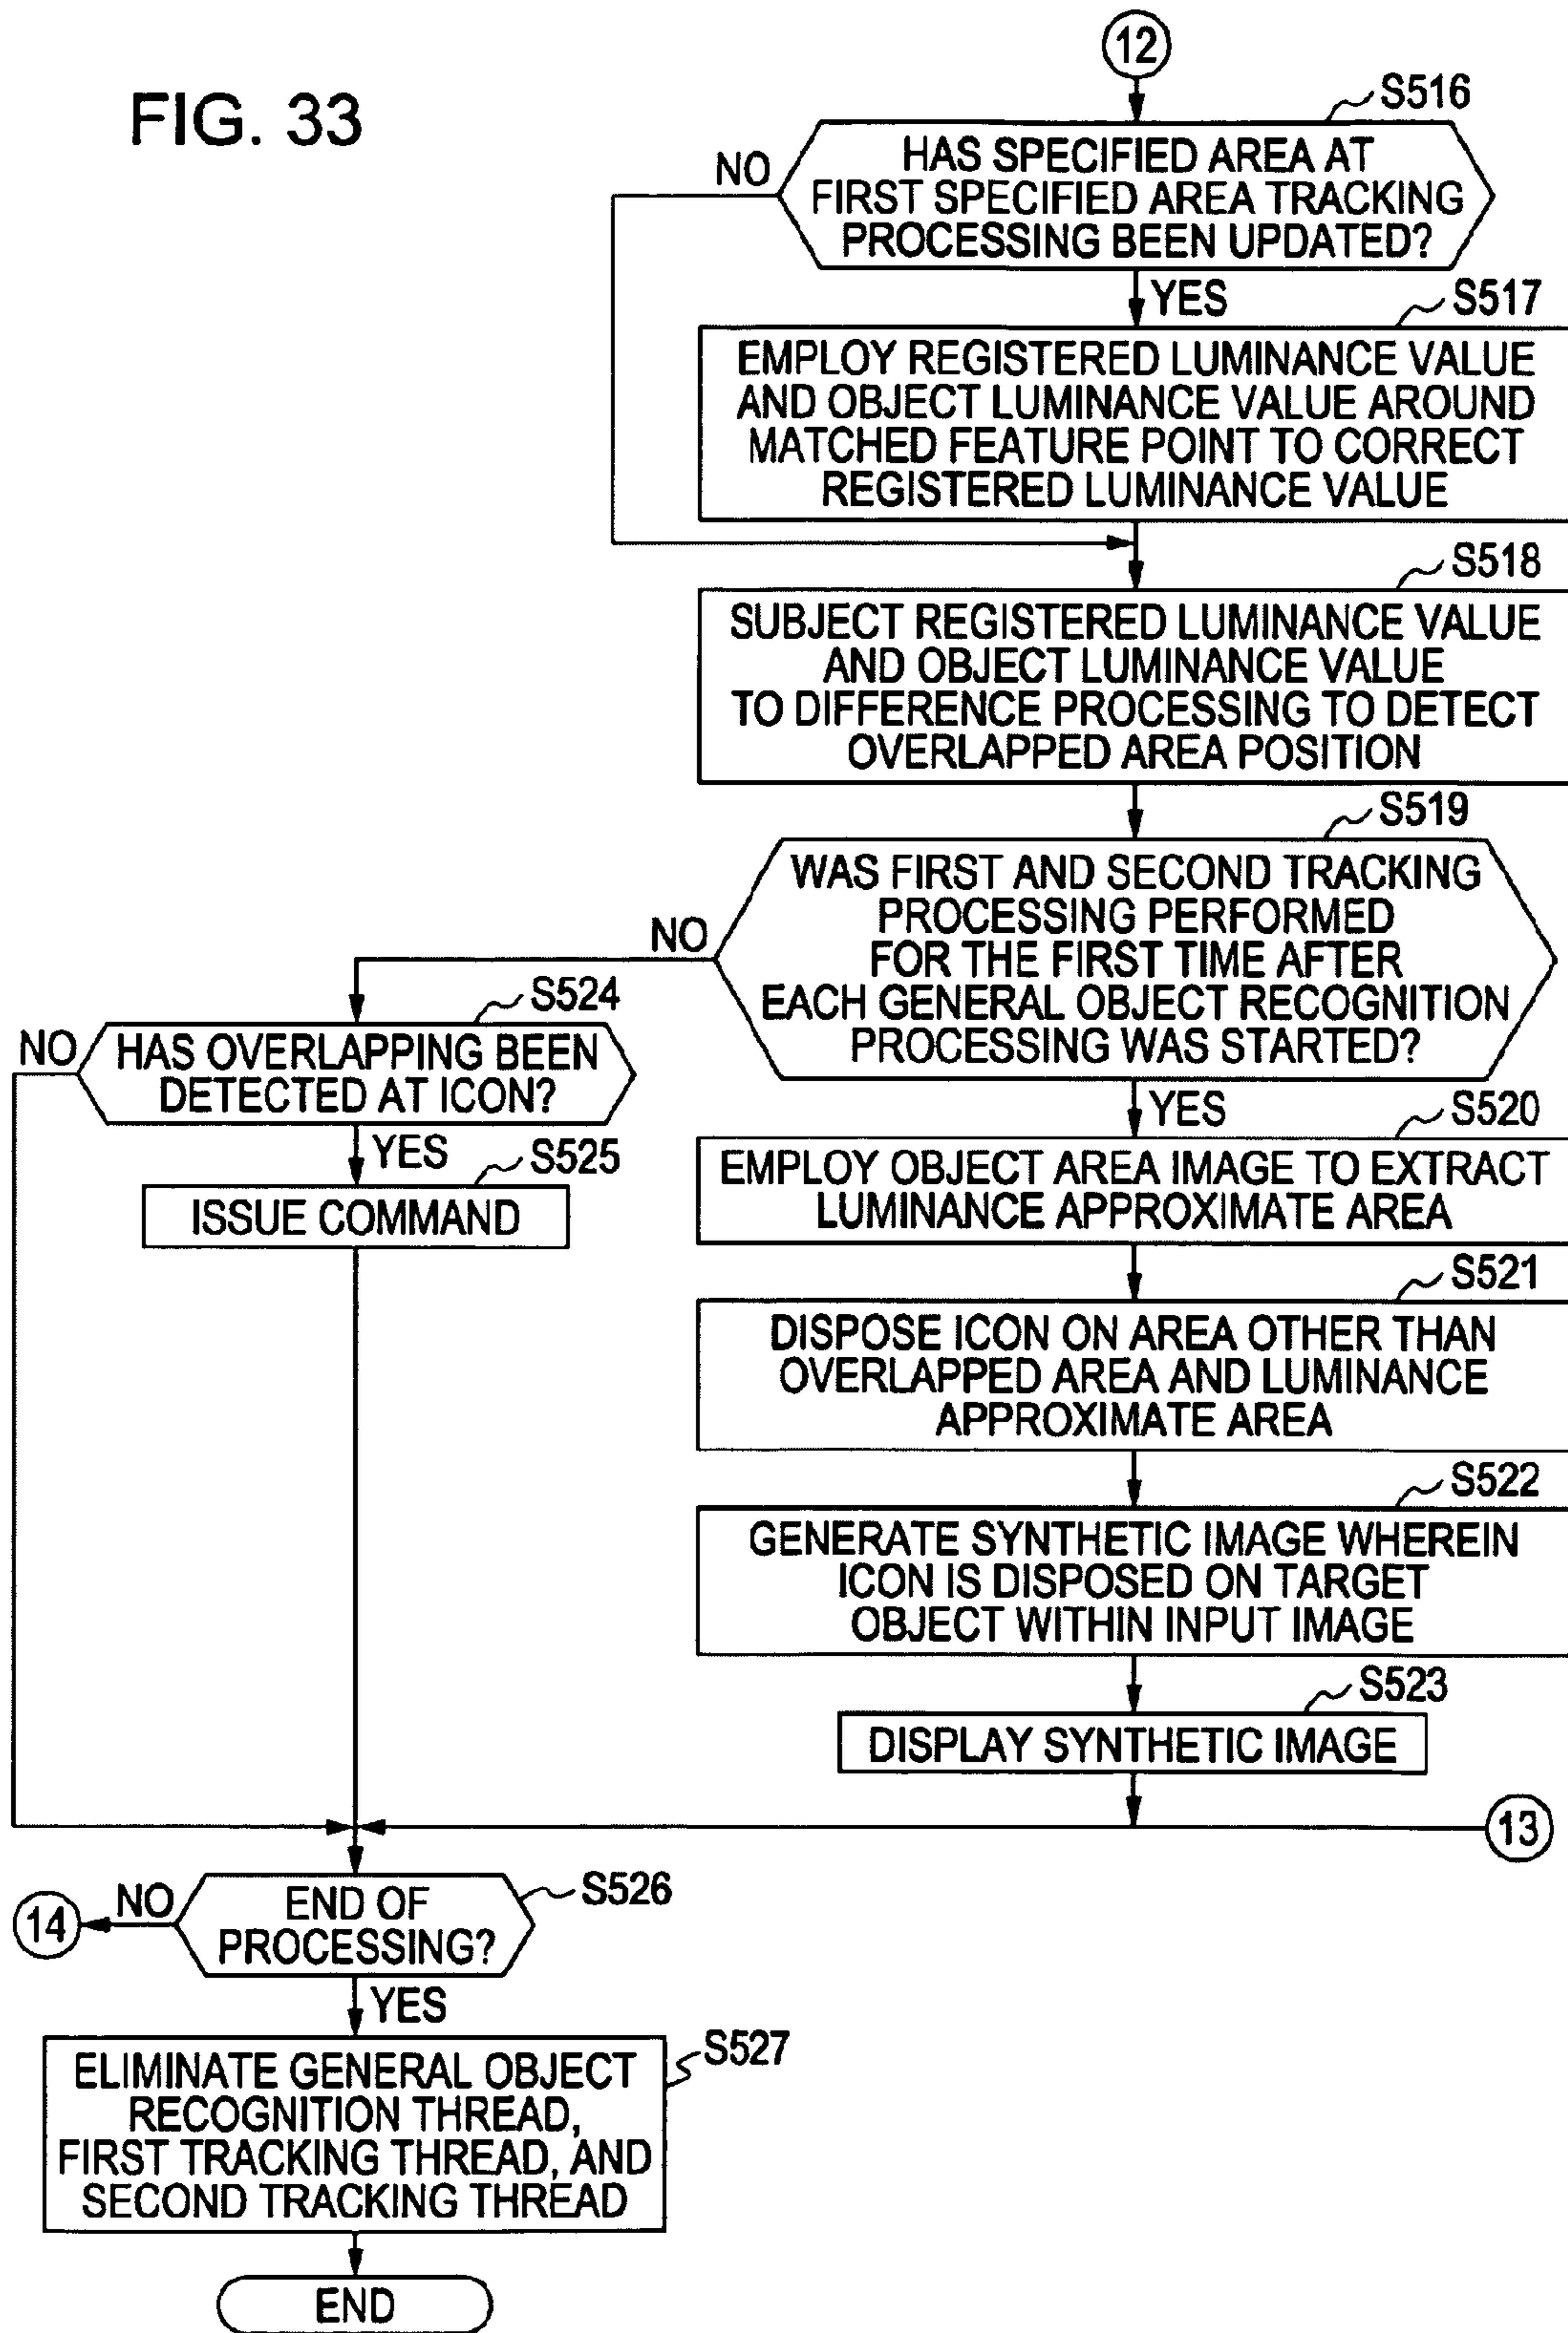 FIG. 33
12
S516
HAS SPECIFIED AREA AT
FIRST SPECIFIED AREA TRACKING
PROCESSING BEEN UPDATED?
NO
YES
S517
EMPLOY REGISTERED LUMINANCE VALUE
AND OBJECT LUMINANCE VALUE AROUND
MATCHED FEATURE POINT TO CORRECT
REGISTERED LUMINANCE VALUE
S518
SUBJECT REGISTERED LUMINANCE VALUE
AND OBJECT LUMINANCE VALUE
TO DIFFERENCE PROCESSING TO DETECT
OVERLAPPED AREA POSITION
S519
WAS FIRST AND SECOND TRACKING
PROCESSING PERFORMED
FOR THE FIRST TIME AFTER
EACH GENERAL OBJECT RECOGNITION
PROCESSING WAS STARTED?
NO
YES
S524
HAS OVERLAPPING BEEN
DETECTED AT ICON?
NO
YES
S525
ISSUE COMMAND
S520
EMPLOY OBJECT AREA IMAGE TO EXTRACT
LUMINANCE APPROXIMATE AREA
S521
DISPOSE ICON ON AREA OTHER THAN
OVERLAPPED AREA AND LUMINANCE
APPROXIMATE AREA
S522
GENERATE SYNTHETIC IMAGE WHEREIN
ICON IS DISPOSED ON TARGET
OBJECT WITHIN INPUT IMAGE
S523
DISPLAY SYNTHETIC IMAGE
13
S526
END OF
PROCESSING?
NO
14
YES
S527
ELIMINATE GENERAL OBJECT
RECOGNITION THREAD,
FIRST TRACKING THREAD, AND
SECOND TRACKING THREAD
END